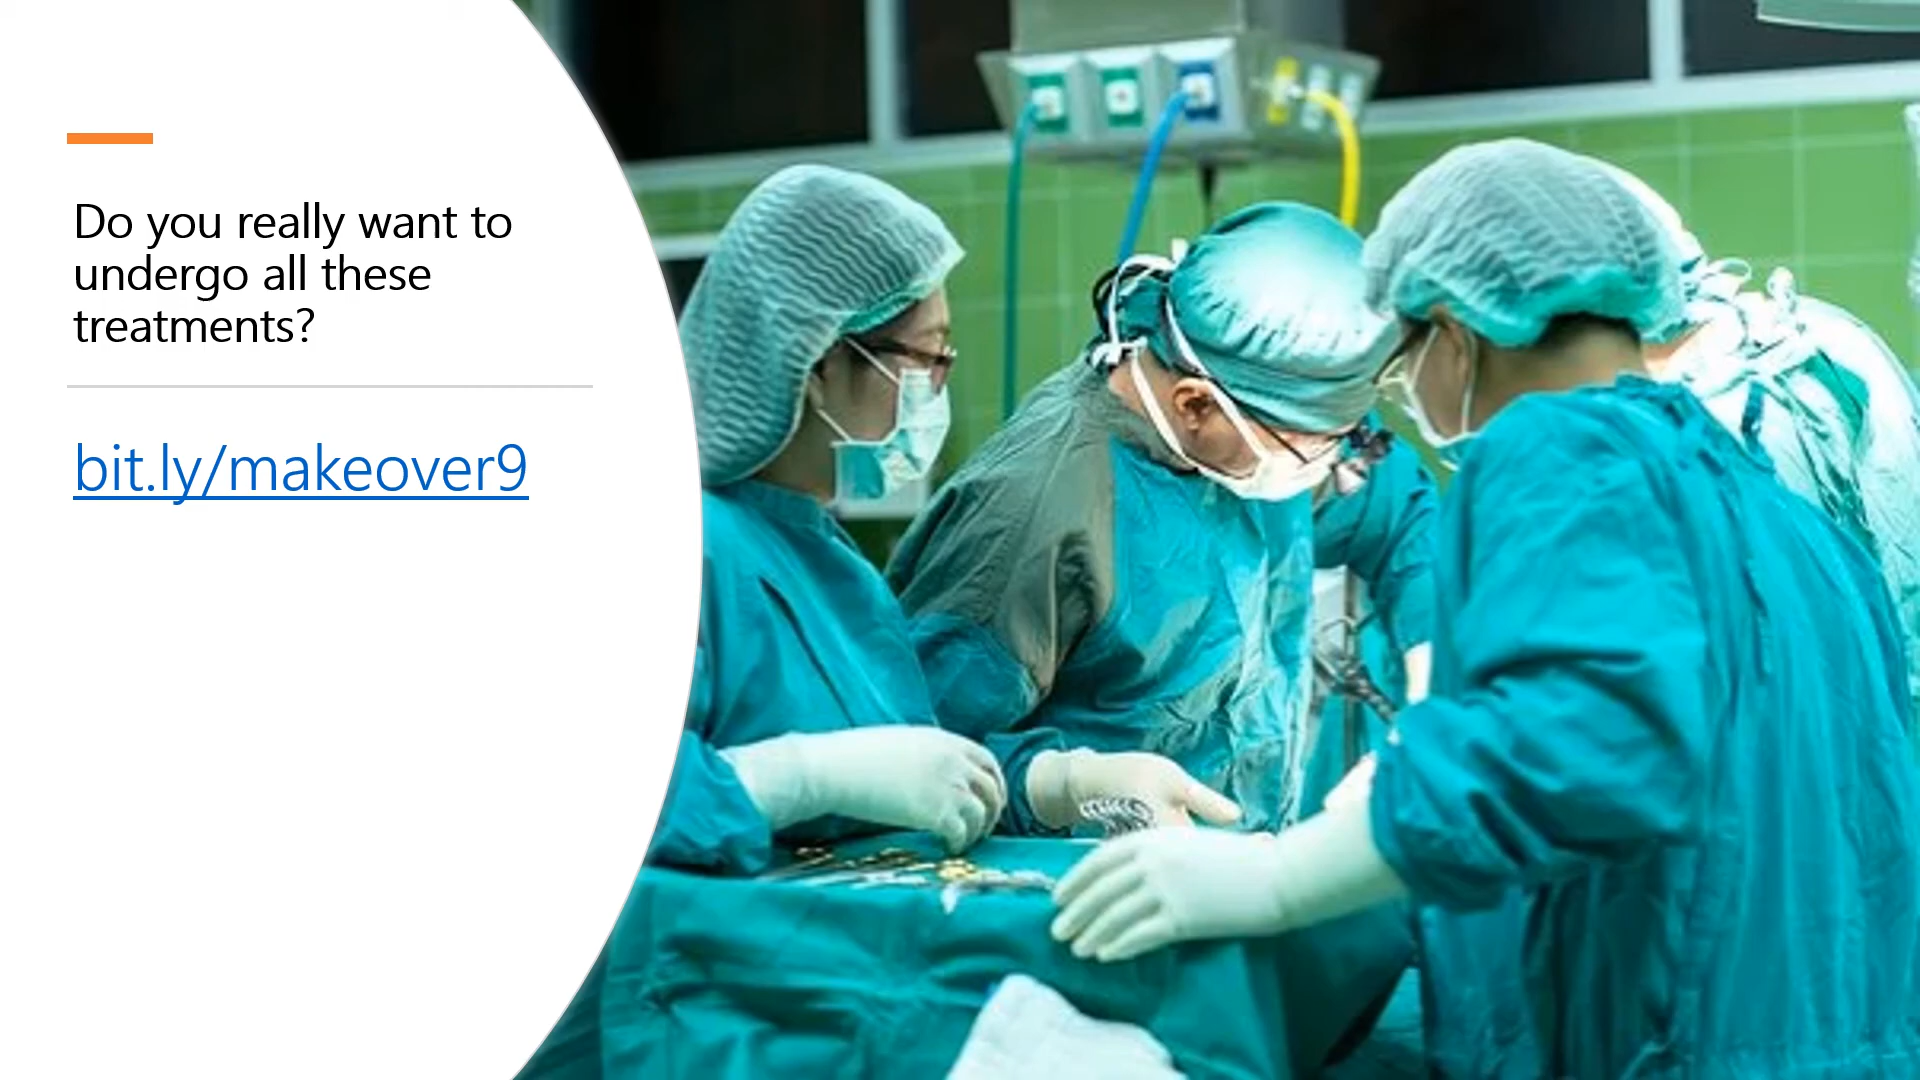 Do you really want to
undergo all these
treatments?
bit.ly/makeover9